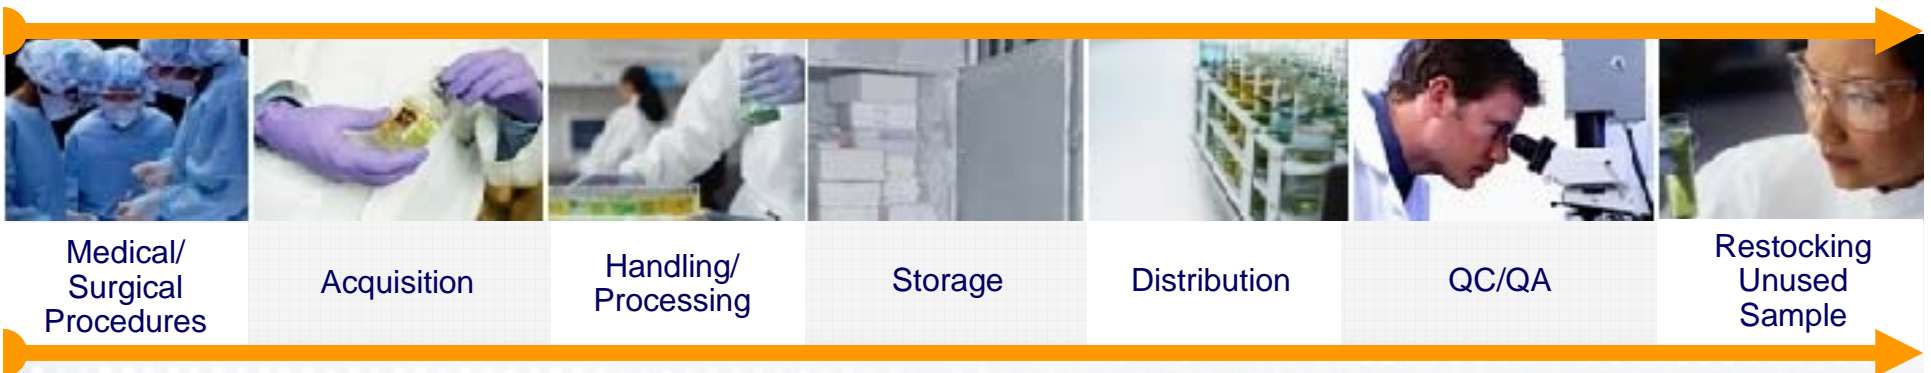 Medical/
Surgical
Procedures
Acquisition
Handling/
Processing
Storage
Distribution
QC/QA
Restocking
Unused
Sample